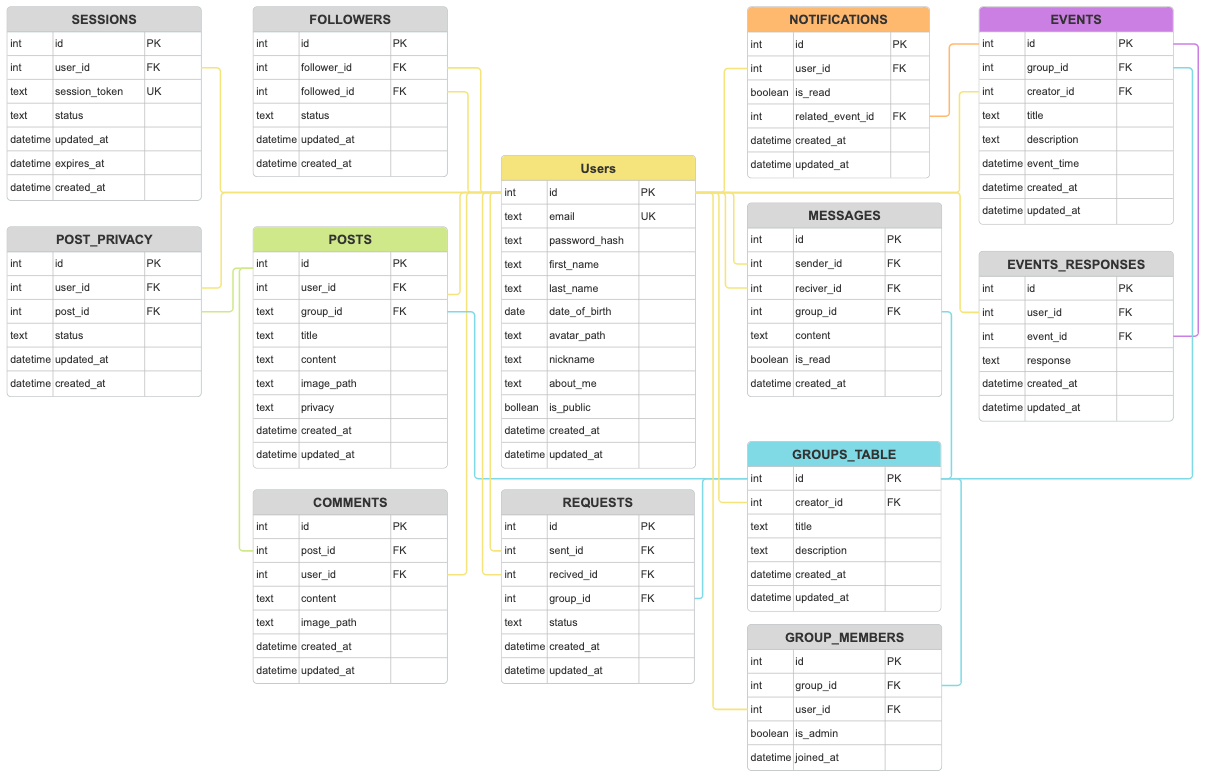 SESSIONS
int id PK
int user_id FK
text session_token UK
text status
datetime updated_at
datetime expires_at
datetime created_at
FOLLOWERS
int id PK
int follower_id FK
int followed_id FK
text status
datetime updated_at
datetime created_at
NOTIFICATIONS
int id PK
int user_id FK
boolean is_read
int related_event_id FK
datetime created_at
datetime updated_at
EVENTS
int id PK
int group_id FK
int creator_id FK
text title
text description
datetime event_time
datetime created_at
datetime updated_at
Users
int id PK
text email UK
text password_hash
text first_name
text last_name
date date_of_birth
text avatar_path
text nickname
text about_me
bollean is_public
datetime created_at
datetime updated_at
POST_PRIVACY
int id PK
int user_id FK
int post_id FK
text status
datetime updated_at
datetime created_at
POSTS
int id PK
text user_id FK
text group_id FK
text title
text content
text image_path
text privacy
datetime created_at
datetime updated_at
MESSAGES
int id PK
int sender_id FK
int reciver_id FK
int group_id FK
text content
boolean is_read
datetime created_at
EVENTS_RESPONSES
int id PK
int user_id FK
int event_id FK
text response
datetime created_at
datetime updated_at
COMMENTS
int id PK
int post_id FK
int user_id FK
text content
text image_path
datetime created_at
datetime updated_at
REQUESTS
int id PK
int sent_id FK
int recived_id FK
int group_id FK
text status
datetime created_at
datetime updated_at
GROUPS_TABLE
int id PK
int creator_id FK
text title
text description
datetime created_at
datetime updated_at
GROUP_MEMBERS
int id PK
int group_id FK
int user_id FK
boolean is_admin
datetime joined_at